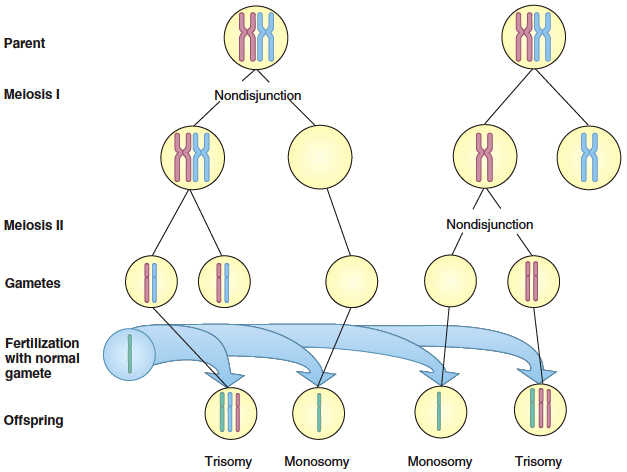 Parent
Meiosis I
Nondisjunction
Meiosis II
Nondisjunction
Gametes
Fertilization
with normal
gamete
Offspring
Trisomy
Monosomy
Monosomy
Trisomy